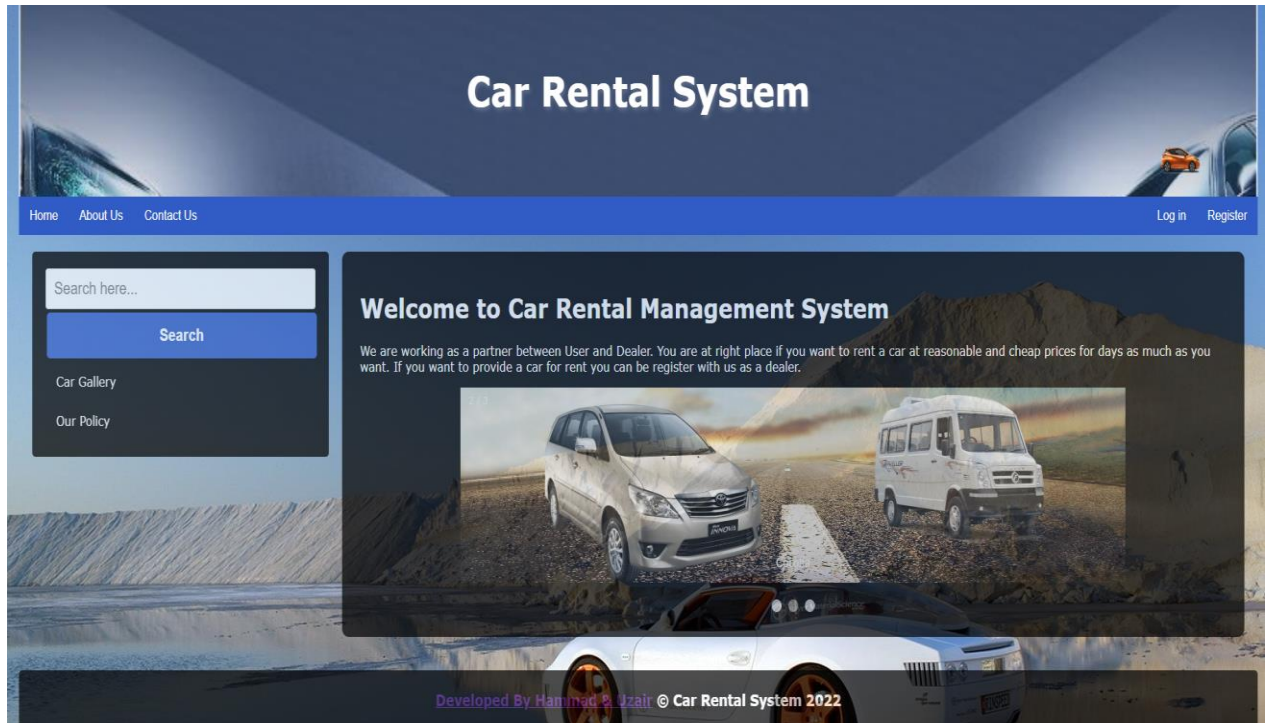 Car Rental System
Home About Us Contact Us Log in Register
Search here...
Search
Car Gallery
Our Policy
Welcome to Car Rental Management System
We are working as a partner between User and Dealer. You are at right place if you want to rent a car at reasonable and cheap prices for days as much as you
want. If you want to provide a car for rent you can be register with us as a dealer.
TRAVELLER
INNOVA
Developed By Hammad & Uzair © Car Rental System 2022